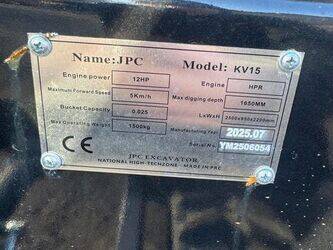 Name: JPC Model: KV15
Engine power 12HP Engine HPR
Maximum Forward Speed 5Km/h Max digging depth 1650MM
Bucket Capacity 0.025 LxWxH 2600x950x2200mm
Max Operating Weight 1500kg Manufacturing Year 2025.07
Serial No. YM2506054
CE
JPC EXCAVATOR
NATIONAL HIGH-TECHZONE · MADE IN PRC